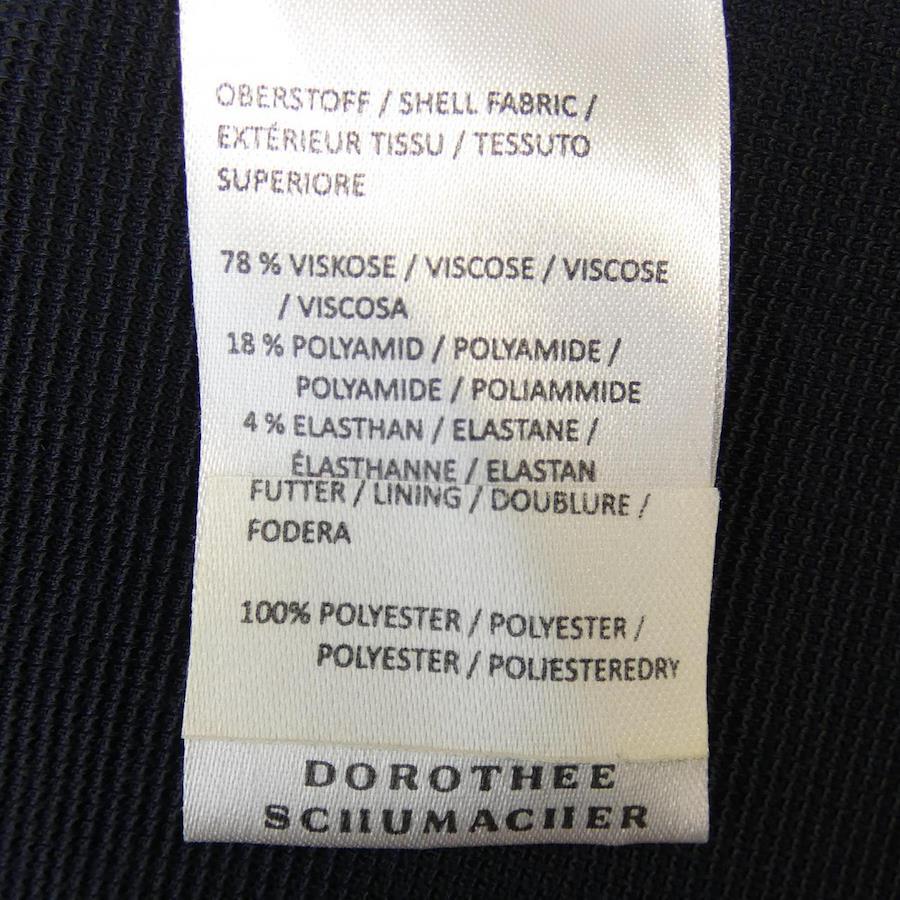 OBERSTOFF / SHELL FABRIC /
EXTÉRIEUR TISSU / TESSUTO
SUPERIORE
78 % VISKOSE / VISCOSE / VISCOSE
/ VISCOSA
18 % POLYAMID / POLYAMIDE /
POLYAMIDE / POLIAMMIDE
4 % ELASTHAN / ELASTANE /
ÉLASTHANNE / ELASTAN
FUTTER / LINING / DOUBLURE /
FODERA
100% POLYESTER / POLYESTER /
POLYESTER / POLIESTEREDRY
DOROTHEE
SCHUMACHER